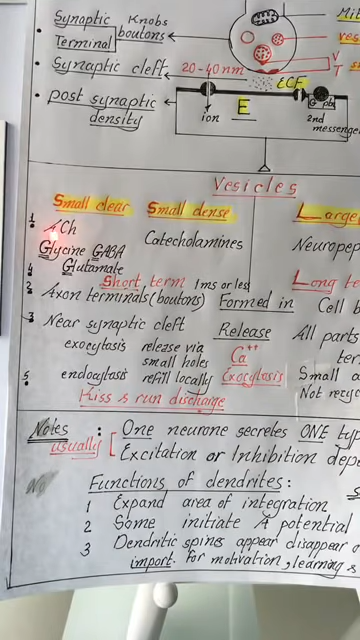 Synaptic Knobs
boutons
Terminal
Mit
ves
Synaptic cleft
20-40 nm
V
T
ECF
post synaptic
density
E
ion
G
2nd
messenge
Vesicles
Small clear Small dense Large
1 ACh
Catecholamines
Neuropep
Glycine GABA
4 Glutamate
Short term 1ms or less
Long te
2 Axon terminals (boutons) Formed in Cell b
3 Near synaptic cleft Release All parts
ter
exocytosis release via
small holes
Ca++
Exocytosis
Small a
5 endocytosis refill locally
Not recyc
Kiss & run discharge
Notes : One neurone secretes ONE typ
usually [ Excitation or Inhibition dep
Functions of dendrites :
1 Expand area of integration
2 Some initiate A potential
3 Dendritic spines appear disappear o
import. for motivation, learning &